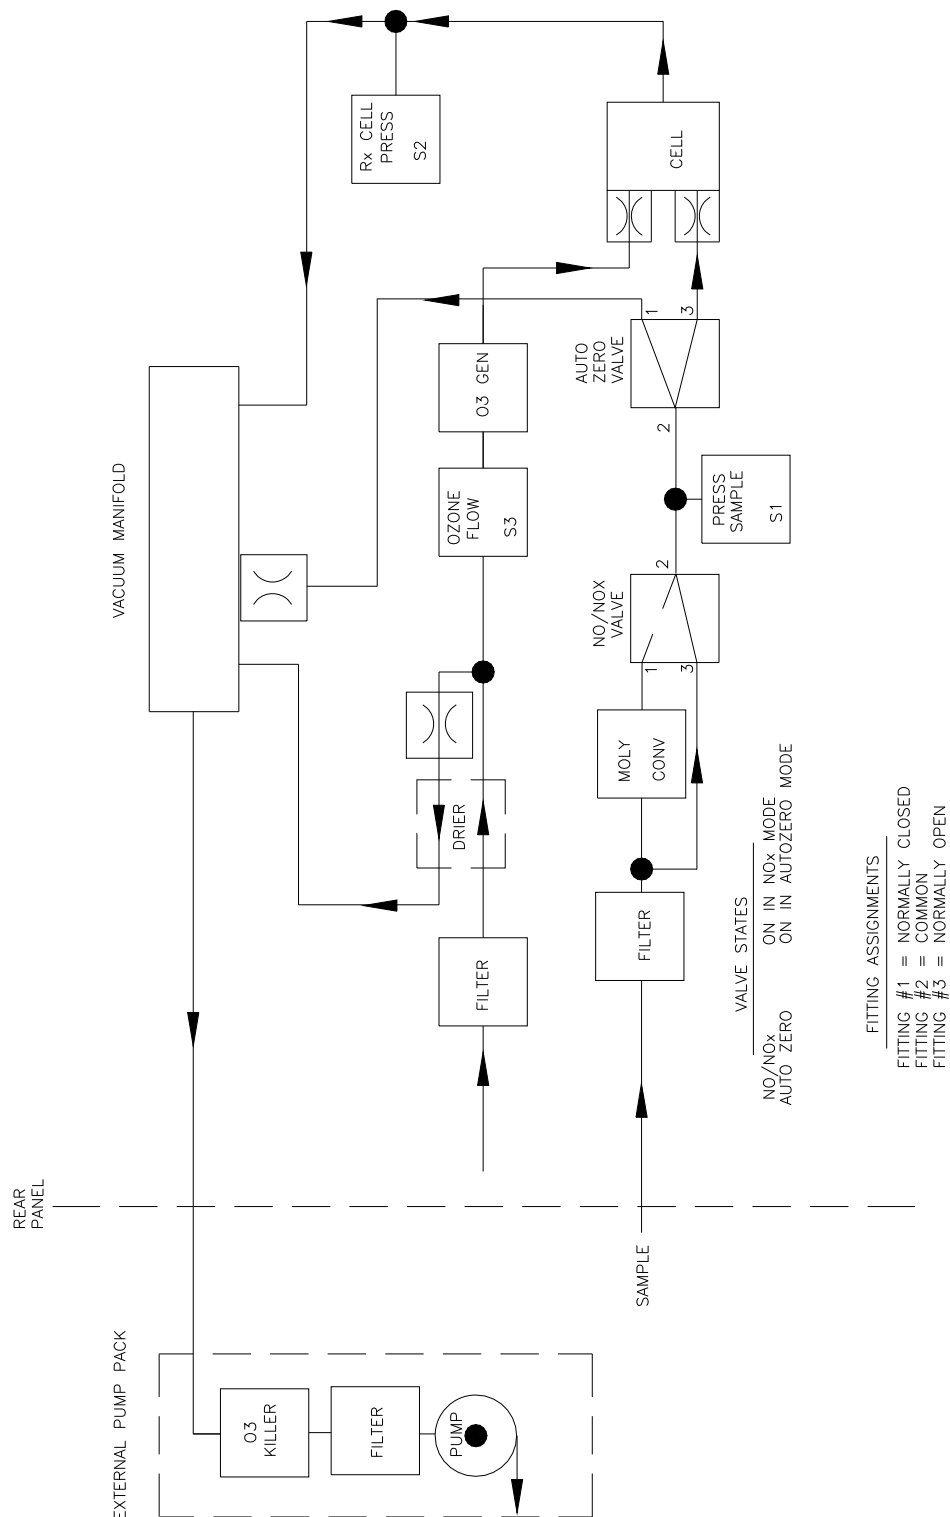 REAR
PANEL
EXTERNAL PUMP PACK
O3
KILLER
FILTER
PUMP
VACUUM MANIFOLD
Rx CELL
PRESS
S2
FILTER
DRIER
OZONE
FLOW
S3
O3 GEN
SAMPLE
FILTER
MOLY
CONV
NO/NOX
VALVE
1
2
3
PRESS
SAMPLE
S1
AUTO
ZERO
VALVE
2
1
3
CELL
VALVE STATES
NO/NOx ON IN NOx MODE
AUTO ZERO ON IN AUTOZERO MODE
FITTING ASSIGNMENTS
FITTING #1 = NORMALLY CLOSED
FITTING #2 = COMMON
FITTING #3 = NORMALLY OPEN